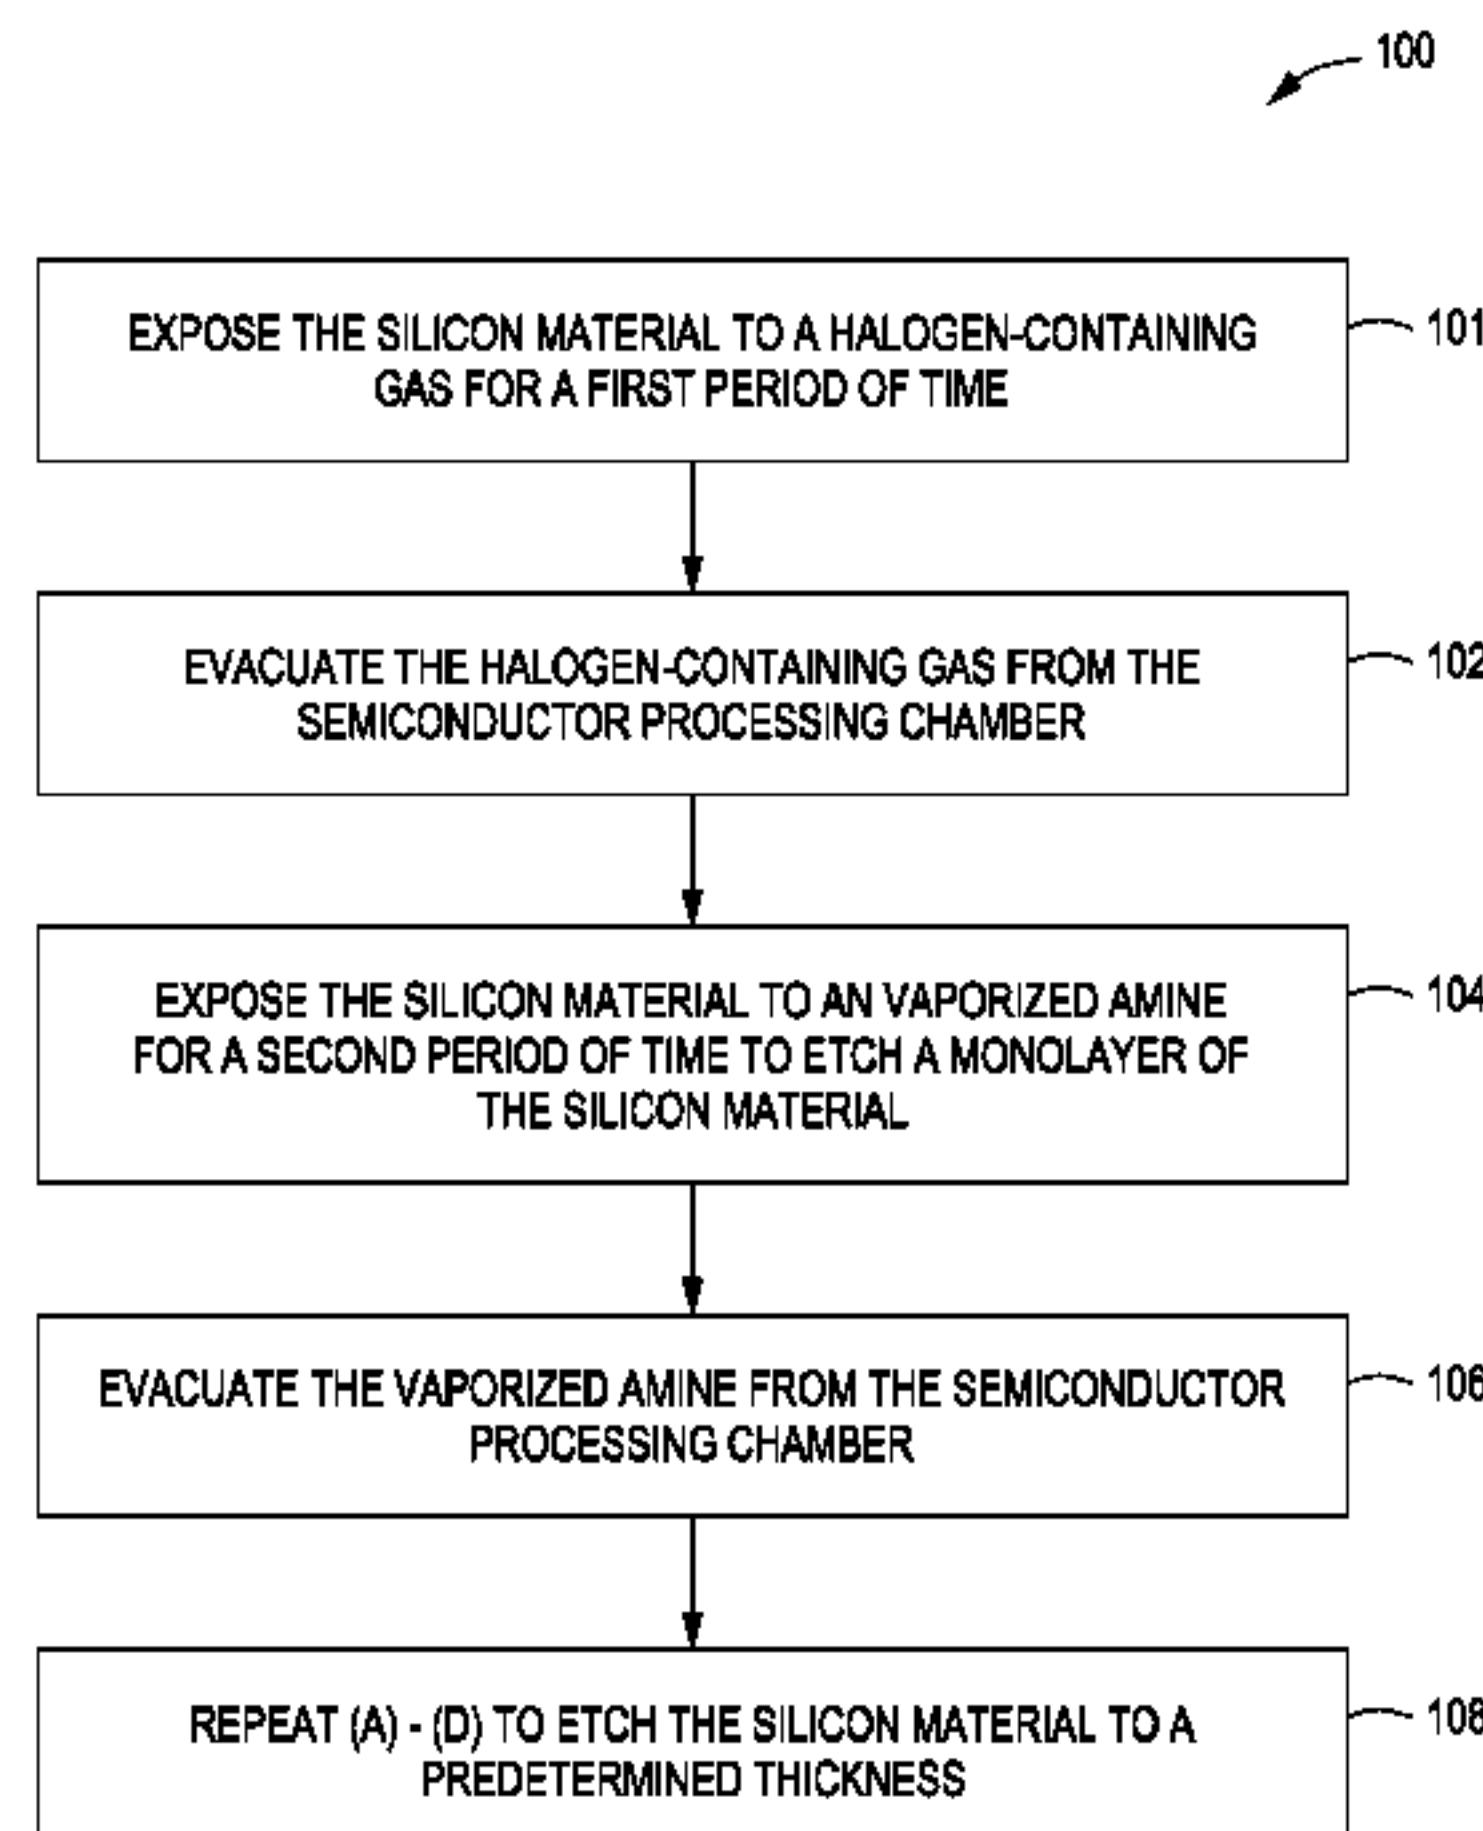 100
EXPOSE THE SILICON MATERIAL TO A HALOGEN-CONTAINING
GAS FOR A FIRST PERIOD OF TIME
101
EVACUATE THE HALOGEN-CONTAINING GAS FROM THE
SEMICONDUCTOR PROCESSING CHAMBER
102
EXPOSE THE SILICON MATERIAL TO AN VAPORIZED AMINE
FOR A SECOND PERIOD OF TIME TO ETCH A MONOLAYER OF
THE SILICON MATERIAL
104
EVACUATE THE VAPORIZED AMINE FROM THE SEMICONDUCTOR
PROCESSING CHAMBER
106
REPEAT (A) - (D) TO ETCH THE SILICON MATERIAL TO A
PREDETERMINED THICKNESS
108